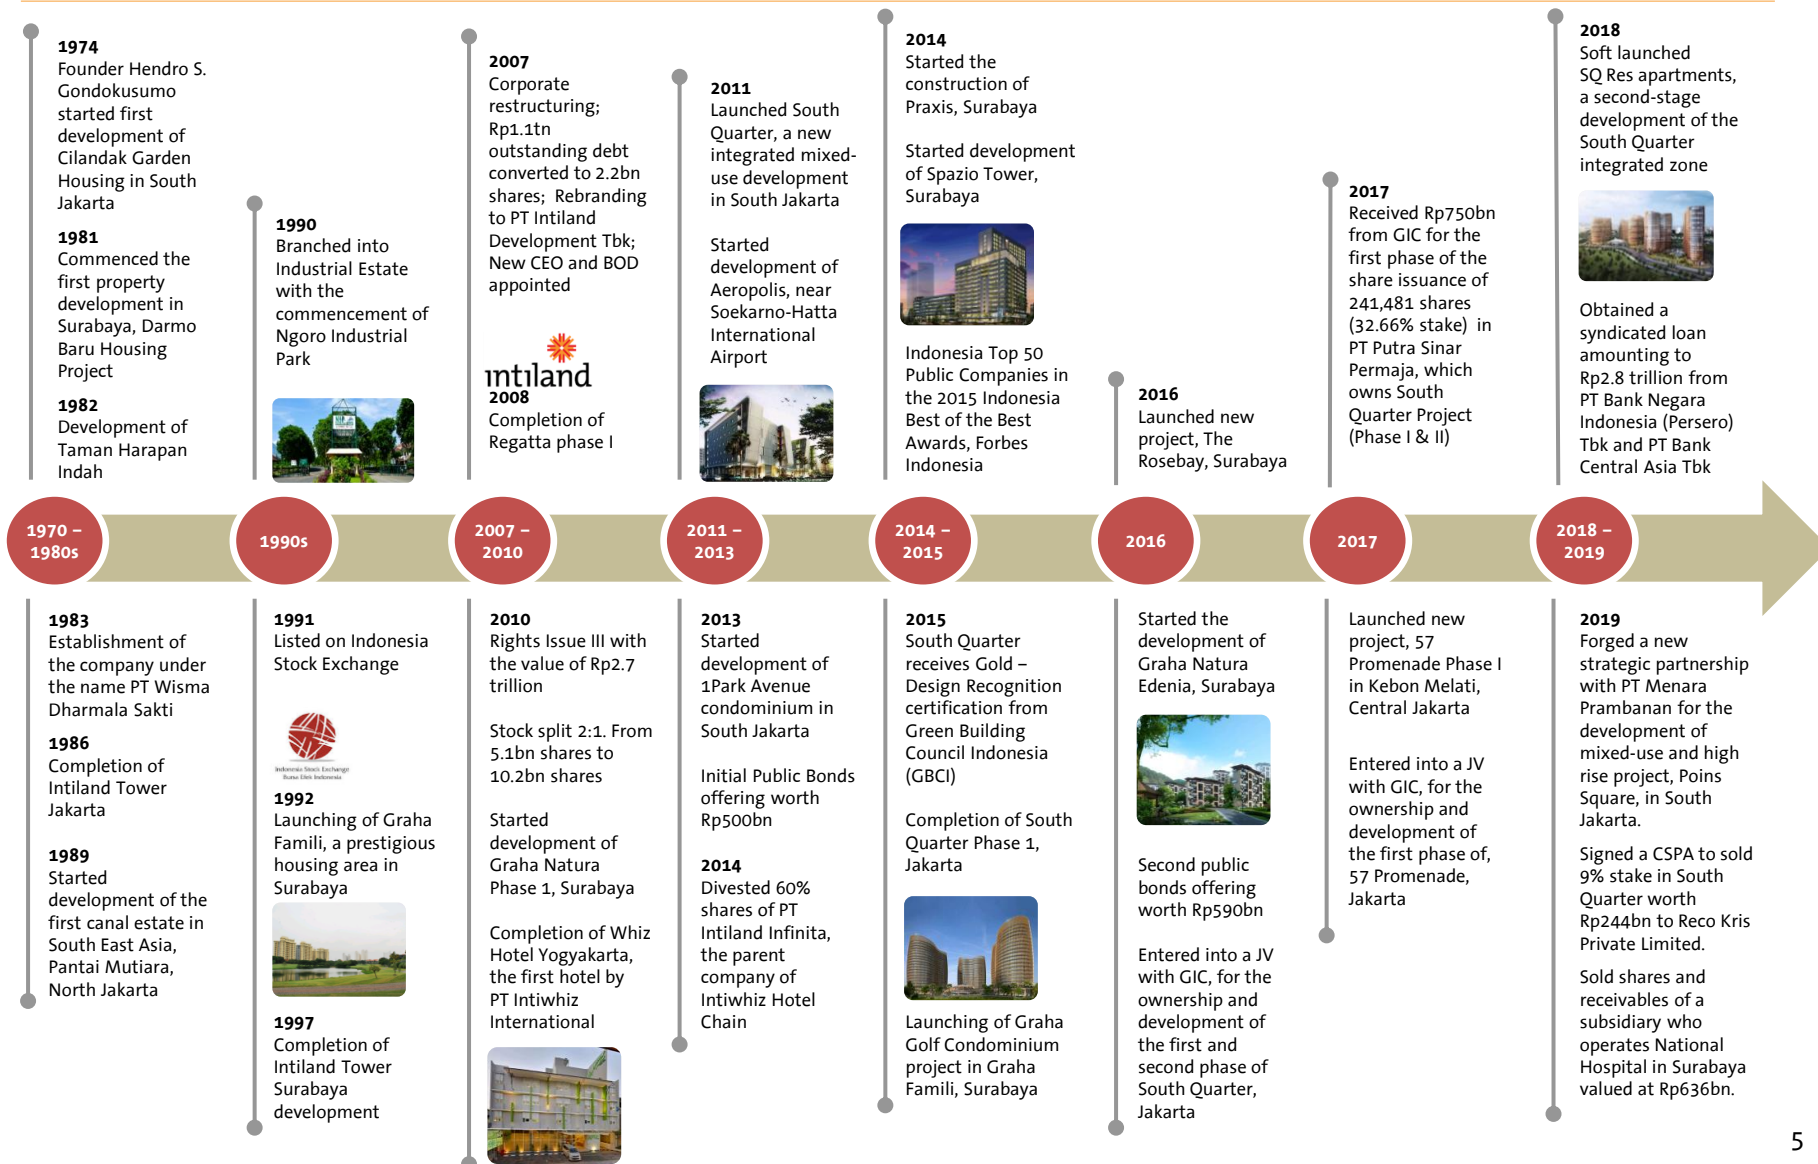 1974
Founder Hendro S.
Gondokusumo
started first
development of
Cilandak Garden
Housing in South
Jakarta
1981
Commenced the
first property
development in
Surabaya, Darmo
Baru Housing
Project
1982
Development of
Taman Harapan
Indah
1990
Branched into
Industrial Estate
with the
commencement of
Ngoro Industrial
Park
2007
Corporate
restructuring;
Rp1.1tn
outstanding debt
converted to 2.2bn
shares; Rebranding
to PT Intiland
Development Tbk;
New CEO and BOD
appointed
intiland
2008
Completion of
Regatta phase I
2011
Launched South
Quarter, a new
integrated mixed-
use development
in South Jakarta
Started
development of
Aeropolis, near
Soekarno-Hatta
International
Airport
2014
Started the
construction of
Praxis, Surabaya
Started development
of Spazio Tower,
Surabaya
Indonesia Top 50
Public Companies in
the 2015 Indonesia
Best of the Best
Awards, Forbes
Indonesia
2016
Launched new
project, The
Rosebay, Surabaya
2017
Received Rp750bn
from GIC for the
first phase of the
share issuance of
241,481 shares
(32.66% stake) in
PT Putra Sinar
Permaja, which
owns South
Quarter Project
(Phase I & II)
2018
Soft launched
SQ Res apartments,
a second-stage
development of the
South Quarter
integrated zone
Obtained a
syndicated loan
amounting to
Rp2.8 trillion from
PT Bank Negara
Indonesia (Persero)
Tbk and PT Bank
Central Asia Tbk
1970 –
1980s
1990s
2007 –
2010
2011 –
2013
2014 –
2015
2016
2017
2018 –
2019
1983
Establishment of
the company under
the name PT Wisma
Dharmala Sakti
1986
Completion of
Intiland Tower
Jakarta
1989
Started
development of the
first canal estate in
South East Asia,
Pantai Mutiara,
North Jakarta
1991
Listed on Indonesia
Stock Exchange
Indonesia Stock Exchange
Bursa Efek Indonesia
1992
Launching of Graha
Famili, a prestigious
housing area in
Surabaya
1997
Completion of
Intiland Tower
Surabaya
development
2010
Rights Issue III with
the value of Rp2.7
trillion
Stock split 2:1. From
5.1bn shares to
10.2bn shares
Started
development of
Graha Natura
Phase 1, Surabaya
Completion of Whiz
Hotel Yogyakarta,
the first hotel by
PT Intiwhiz
International
2013
Started
development of
1Park Avenue
condominium in
South Jakarta
Initial Public Bonds
offering worth
Rp500bn
2014
Divested 60%
shares of PT
Intiland Infinita,
the parent
company of
Intiwhiz Hotel
Chain
2015
South Quarter
receives Gold –
Design Recognition
certification from
Green Building
Council Indonesia
(GBCI)
Completion of South
Quarter Phase 1,
Jakarta
Launching of Graha
Golf Condominium
project in Graha
Famili, Surabaya
Started the
development of
Graha Natura
Edenia, Surabaya
Second public
bonds offering
worth Rp590bn
Entered into a JV
with GIC, for the
ownership and
development of
the first and
second phase of
South Quarter,
Jakarta
Launched new
project, 57
Promenade Phase I
in Kebon Melati,
Central Jakarta
Entered into a JV
with GIC, for the
ownership and
development of
the first phase of,
57 Promenade,
Jakarta
2019
Forged a new
strategic partnership
with PT Menara
Prambanan for the
development of
mixed-use and high
rise project, Poins
Square, in South
Jakarta.
Signed a CSPA to sold
9% stake in South
Quarter worth
Rp244bn to Reco Kris
Private Limited.
Sold shares and
receivables of a
subsidiary who
operates National
Hospital in Surabaya
valued at Rp636bn.
5